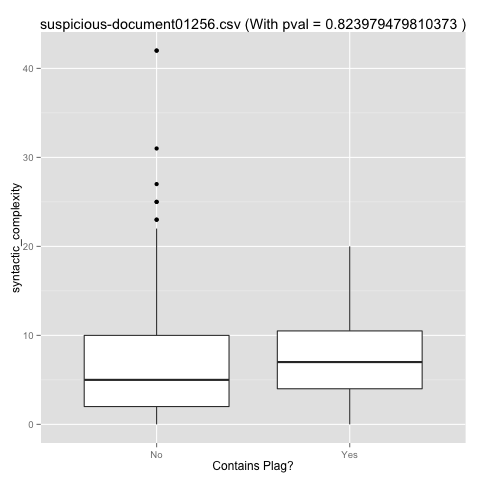 suspicious-document01256.csv (With pval = 0.823979479810373 )
syntactic_complexity
40
30
20
10
0
No
Yes
Contains Plag?